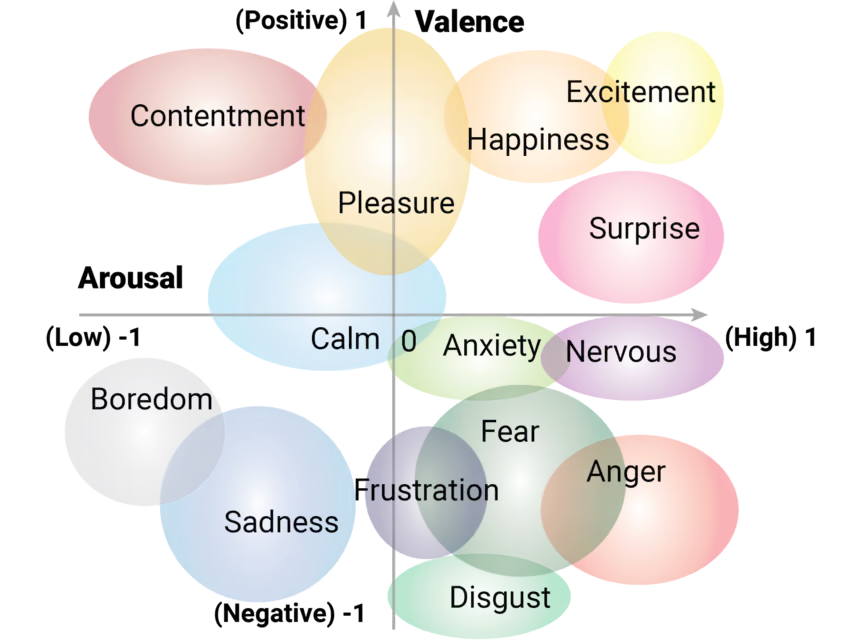 (Positive) 1
Valence
Excitement
Contentment
Happiness
Pleasure
Surprise
Arousal
(Low) -1
Calm
0
Anxiety
Nervous
(High) 1
Boredom
Fear
Anger
Frustration
Sadness
Disgust
(Negative) -1